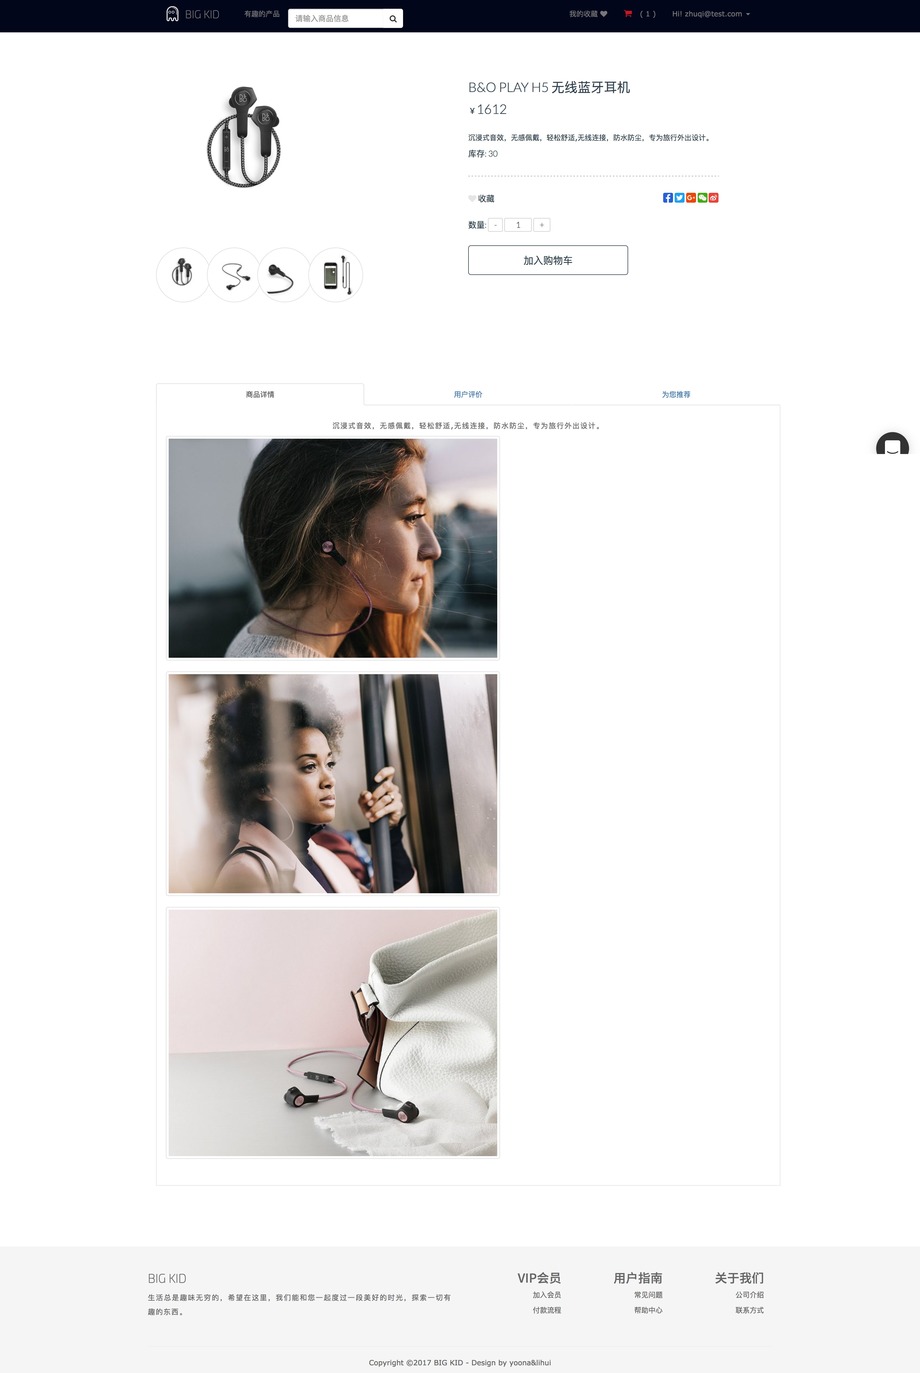 BIG KID
有趣的产品
请输入商品信息
我的收藏
( 1 )
Hi! zhuqi@test.com
B&O PLAY H5 无线蓝牙耳机
¥1612
沉浸式音效，无感佩戴，轻松舒适,无线连接，防水防尘，专为旅行外出设计。
库存: 30
收藏
数量: - 1 +
加入购物车
商品详情
用户评价
为您推荐
沉浸式音效，无感佩戴，轻松舒适,无线连接，防水防尘，专为旅行外出设计。
BIG KID
生活总是趣味无穷的，希望在这里，我们能和您一起度过一段美好的时光，探索一切有
趣的东西。
VIP会员
加入会员
付款流程
用户指南
常见问题
帮助中心
关于我们
公司介绍
联系方式
Copyright ©2017 BIG KID - Design by yoona&lihui